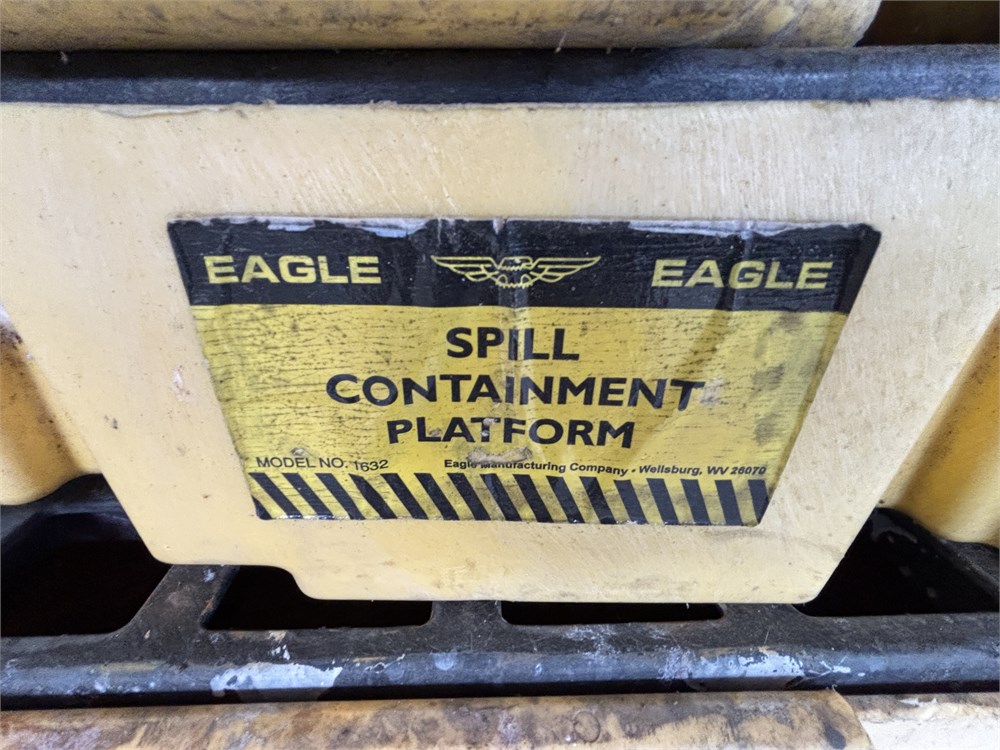 EAGLE EAGLE
SPILL
CONTAINMENT
PLATFORM
MODEL NO. 1632 Eagle Manufacturing Company • Wellsburg, WV 26070